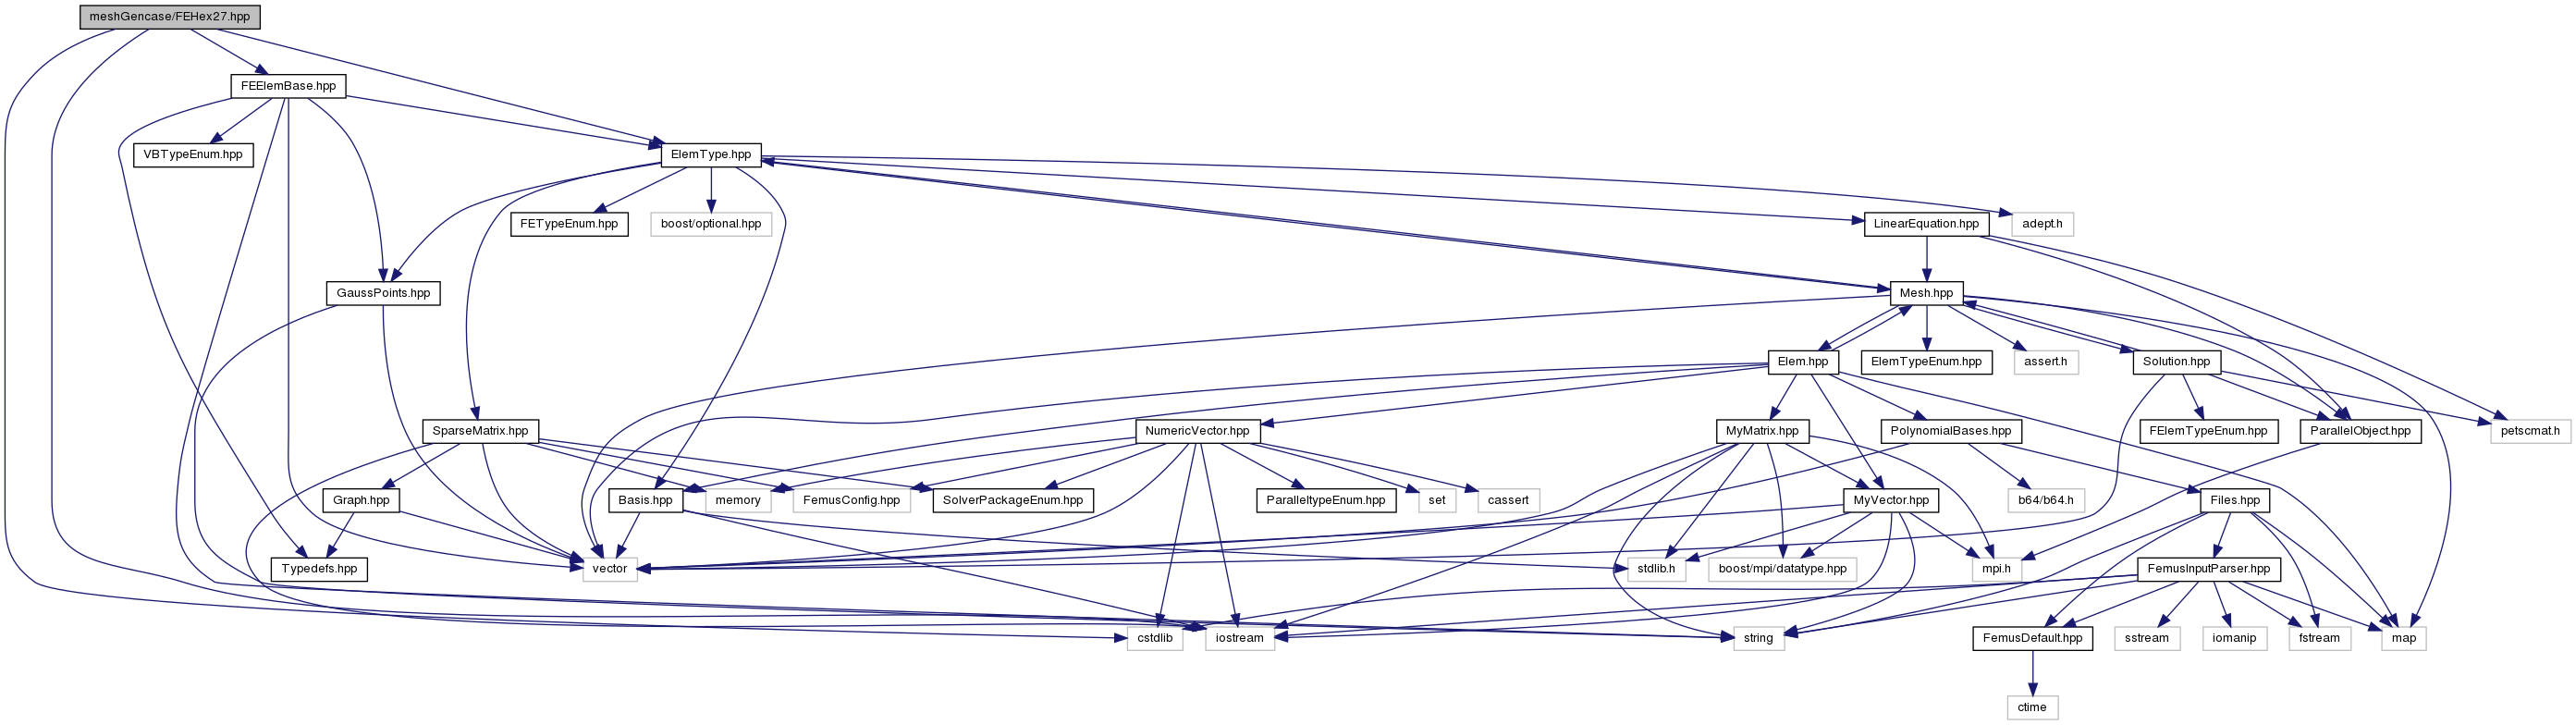 meshGencase/FEHex27.hpp
FEElemBase.hpp
VBTypeEnum.hpp
ElemType.hpp
FETypeEnum.hpp
boost/optional.hpp
LinearEquation.hpp
adept.h
GaussPoints.hpp
Mesh.hpp
Elem.hpp
ElemTypeEnum.hpp
assert.h
Solution.hpp
SparseMatrix.hpp
NumericVector.hpp
MyMatrix.hpp
PolynomialBases.hpp
FElemTypeEnum.hpp
ParallelObject.hpp
petscmat.h
Graph.hpp
Basis.hpp
memory
FemusConfig.hpp
SolverPackageEnum.hpp
ParalleltypeEnum.hpp
set
cassert
MyVector.hpp
b64/b64.h
Files.hpp
Typedefs.hpp
vector
stdlib.h
boost/mpi/datatype.hpp
mpi.h
FemusInputParser.hpp
cstdlib
iostream
string
FemusDefault.hpp
sstream
iomanip
fstream
map
ctime